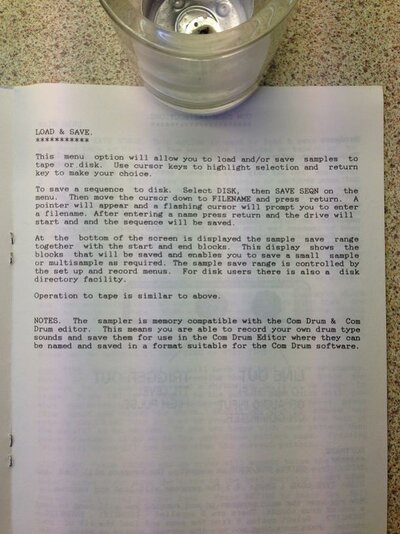 LOAD & SAVE.
***********
This menu option will allow you to load and/or save samples to
tape or disk. Use cursor keys to highlight selection and return
key to make your choice.
To save a sequence to disk. Select DISK, then SAVE SEQN on the
menu. Then move the cursor down to FILENAME and press return. A
pointer will appear and a flashing cursor will prompt you to enter
a filename. After entering a name press return and the drive will
start and and the sequence will be saved.
At the bottom of the screen is displayed the sample save range
together with the start and end blocks. This display shows the
blocks that will be saved and enables you to save a small sample
or multisample as required. The sample save range is controlled by
the set up and record menus. For disk users there is also a disk
directory facility.
Operation to tape is similar to above.
NOTES. The sampler is memory compatible with the Com Drum & Com
Drum editor. This means you are able to record your own drum type
sounds and save them for use in the Com Drum Editor where they can
be named and saved in a format suitable for the Com Drum software.